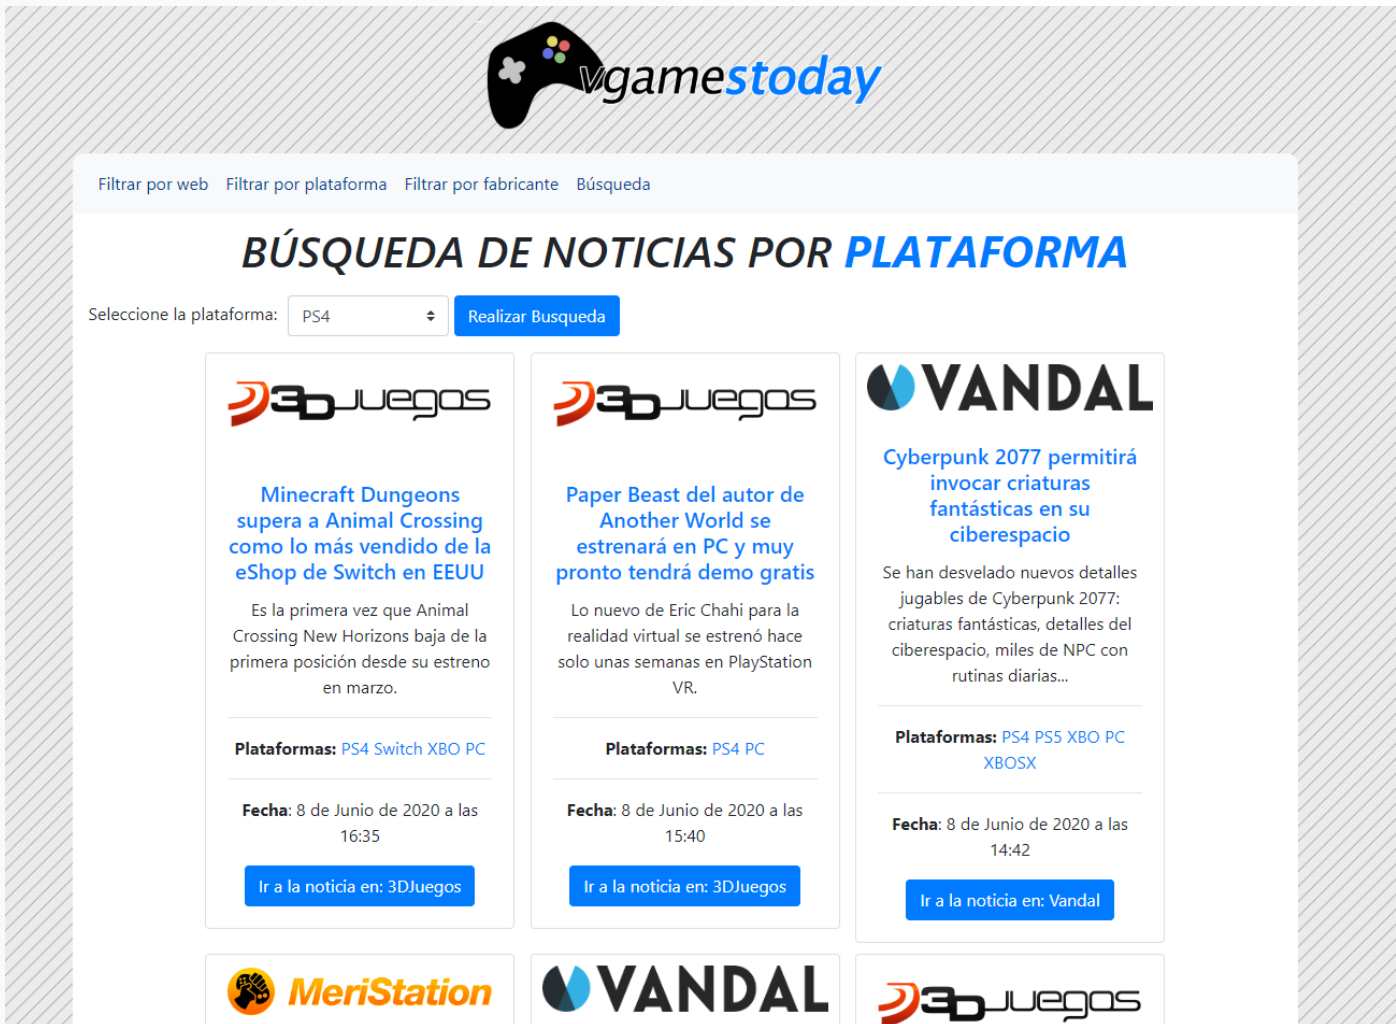 vgamestoday
Filtrar por web Filtrar por plataforma Filtrar por fabricante Búsqueda
BÚSQUEDA DE NOTICIAS POR PLATAFORMA
Seleccione la plataforma: PS4 Realizar Busqueda
3DJuegos
Minecraft Dungeons
supera a Animal Crossing
como lo más vendido de la
eShop de Switch en EEUU
Es la primera vez que Animal
Crossing New Horizons baja de la
primera posición desde su estreno
en marzo.
Plataformas: PS4 Switch XBO PC
Fecha: 8 de Junio de 2020 a las
16:35
Ir a la noticia en: 3DJuegos
3DJuegos
Paper Beast del autor de
Another World se
estrenará en PC y muy
pronto tendrá demo gratis
Lo nuevo de Eric Chahi para la
realidad virtual se estrenó hace
solo unas semanas en PlayStation
VR.
Plataformas: PS4 PC
Fecha: 8 de Junio de 2020 a las
15:40
Ir a la noticia en: 3DJuegos
VANDAL
Cyberpunk 2077 permitirá
invocar criaturas
fantásticas en su
ciberespacio
Se han desvelado nuevos detalles
jugables de Cyberpunk 2077:
criaturas fantásticas, detalles del
ciberespacio, miles de NPC con
rutinas diarias...
Plataformas: PS4 PS5 XBO PC
XBOSX
Fecha: 8 de Junio de 2020 a las
14:42
Ir a la noticia en: Vandal
MeriStation
VANDAL
3DJuegos